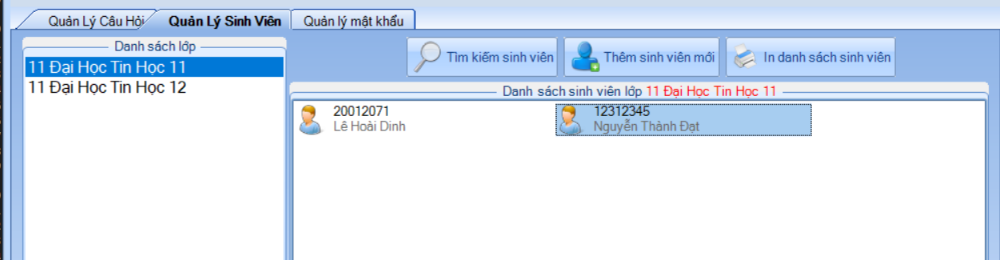 Quản Lý Câu Hỏi
Quản Lý Sinh Viên
Quản lý mật khẩu
Danh sách lớp
11 Đại Học Tin Học 11
11 Đại Học Tin Học 12
Tìm kiếm sinh viên
Thêm sinh viên mới
In danh sách sinh viên
Danh sách sinh viên lớp 11 Đại Học Tin Học 11
20012071
Lê Hoài Dinh
12312345
Nguyễn Thành Đạt